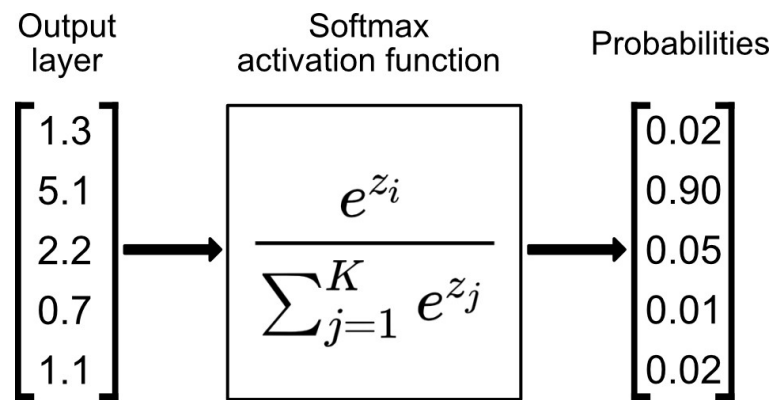 Output
layer
Softmax
activation function
Probabilities
1.3
5.1
2.2
0.7
1.1
e^{z_i}
∑_{j=1}^{K} e^{z_j}
0.02
0.90
0.05
0.01
0.02